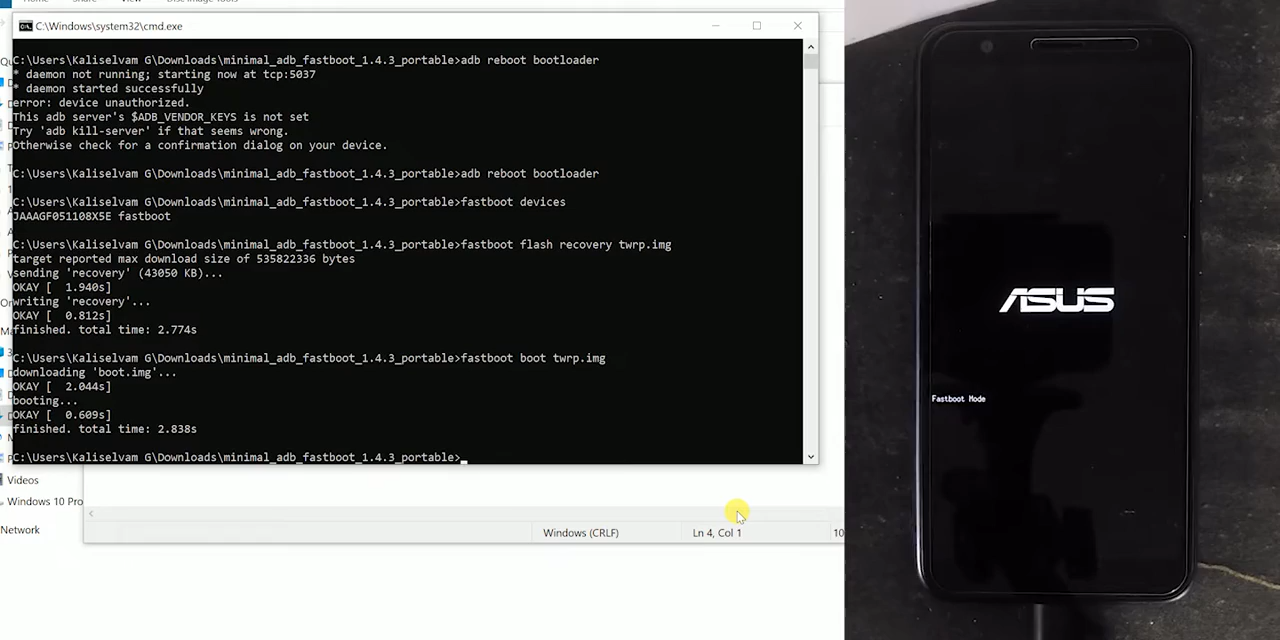 Home
Share
View
Disc Image Tools
C:\Windows\system32\cmd.exe
C:\Users\Kaliselvam G\Downloads\minimal_adb_fastboot_1.4.3_portable>adb reboot bootloader
* daemon not running; starting now at tcp:5037
* daemon started successfully
error: device unauthorized.
This adb server's $ADB_VENDOR_KEYS is not set
Try 'adb kill-server' if that seems wrong.
Otherwise check for a confirmation dialog on your device.
C:\Users\Kaliselvam G\Downloads\minimal_adb_fastboot_1.4.3_portable>adb reboot bootloader
C:\Users\Kaliselvam G\Downloads\minimal_adb_fastboot_1.4.3_portable>fastboot devices
JAAAGF051108X5E fastboot
C:\Users\Kaliselvam G\Downloads\minimal_adb_fastboot_1.4.3_portable>fastboot flash recovery twrp.img
target reported max download size of 535822336 bytes
sending 'recovery' (43050 KB)...
OKAY [  1.940s]
writing 'recovery'...
OKAY [  0.812s]
finished. total time: 2.774s
C:\Users\Kaliselvam G\Downloads\minimal_adb_fastboot_1.4.3_portable>fastboot boot twrp.img
downloading 'boot.img'...
OKAY [  2.044s]
booting...
OKAY [  0.609s]
finished. total time: 2.838s
C:\Users\Kaliselvam G\Downloads\minimal_adb_fastboot_1.4.3_portable>
Videos
Windows 10 Pro
Network
Windows (CRLF)
Ln 4, Col 1
10
ASUS
Fastboot Mode